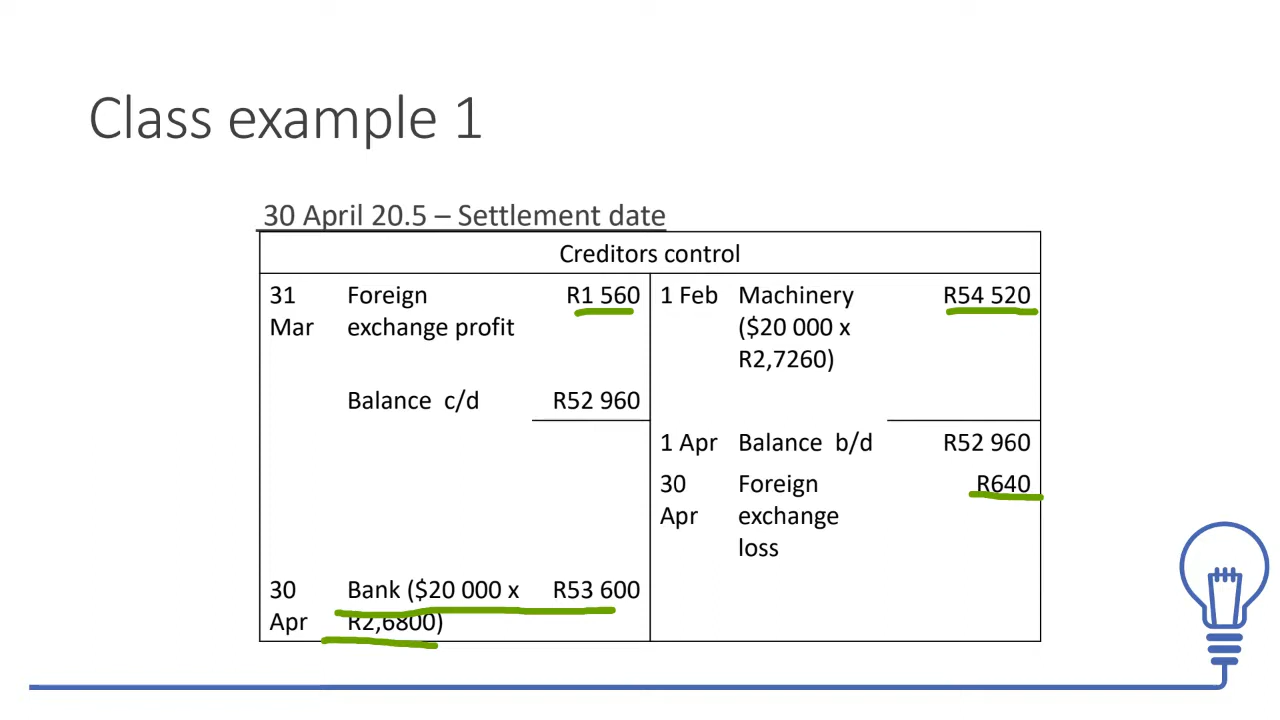 Class example 1
30 April 20.5 – Settlement date
Creditors control
31 Foreign R1 560 1 Feb Machinery R54 520
Mar exchange profit ($20 000 x
R2,7260)
Balance c/d R52 960
1 Apr Balance b/d R52 960
30 Foreign R640
Apr exchange
loss
30 Bank ($20 000 x R53 600
Apr R2,6800)